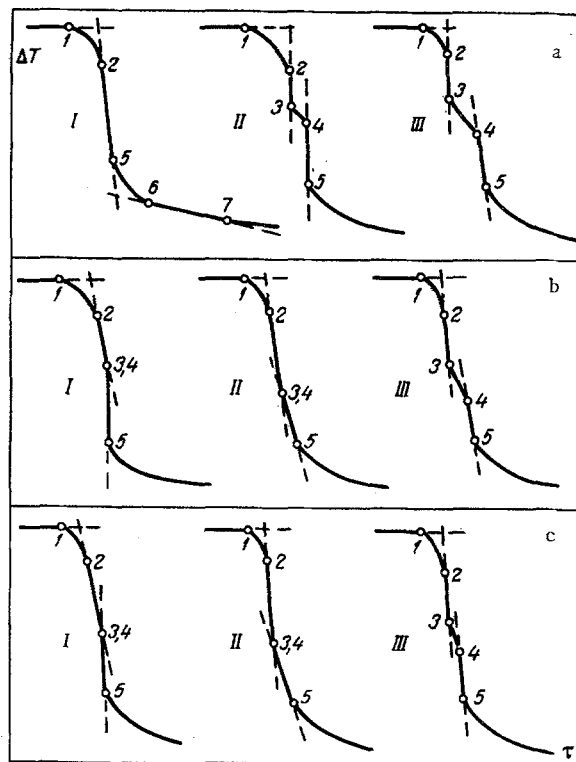 a
ΔT
1 2 5 6 7 I
1 2 3 4 5 II
1 2 3 4 5 III
b
1 2 3,4 5 I
1 2 3,4 5 II
1 2 3 4 5 III
c
1 2 3,4 5 I
1 2 3,4 5 II
1 2 3 4 5 III
τ